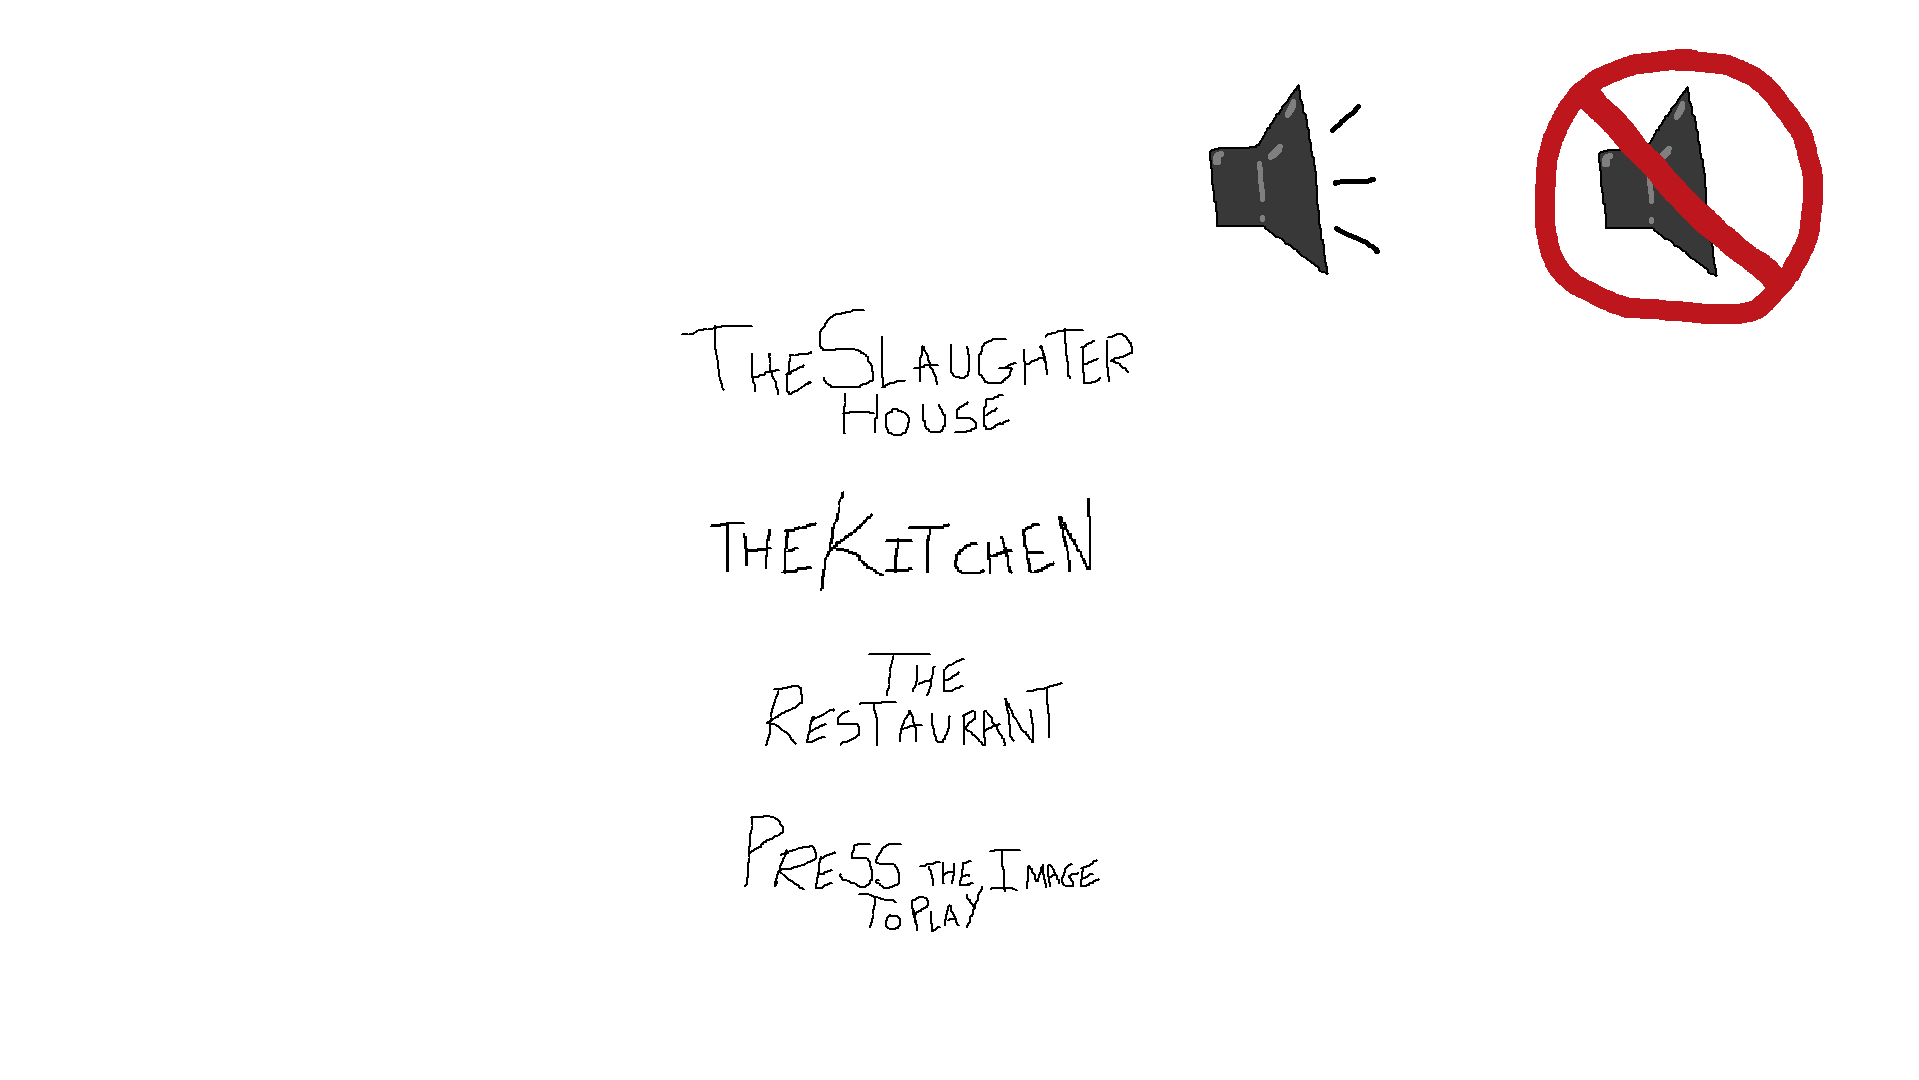 THE SLAUGHTER
HOUSE
THE KITCHEN
THE
RESTAURANT
PRESS THE IMAGE
TO PLAY